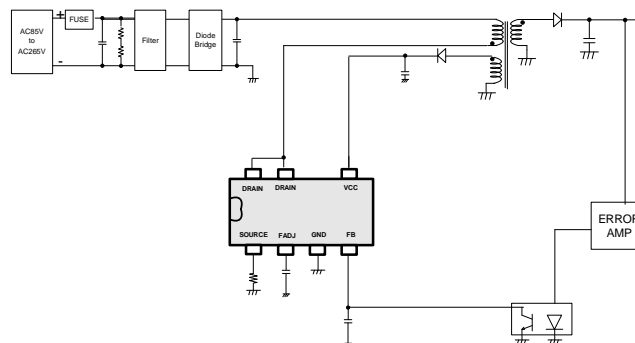 AC85V
to
AC265V
+
-
FUSE
Filter
Diode
Bridge
DRAIN
DRAIN
VCC
SOURCE
FADJ
GND
FB
ERROR
AMP